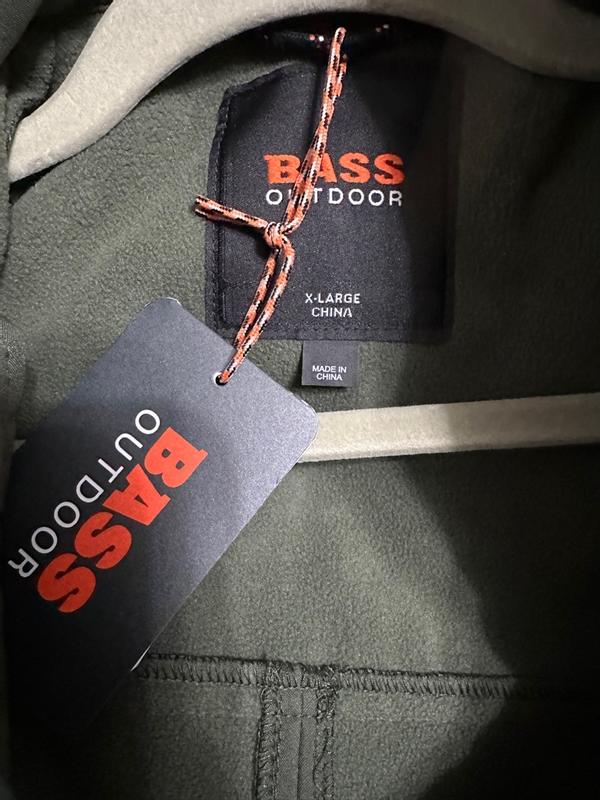 BASS
OUTDOOR
X-LARGE
CHINA
MADE IN
CHINA
BASS
OUTDOOR